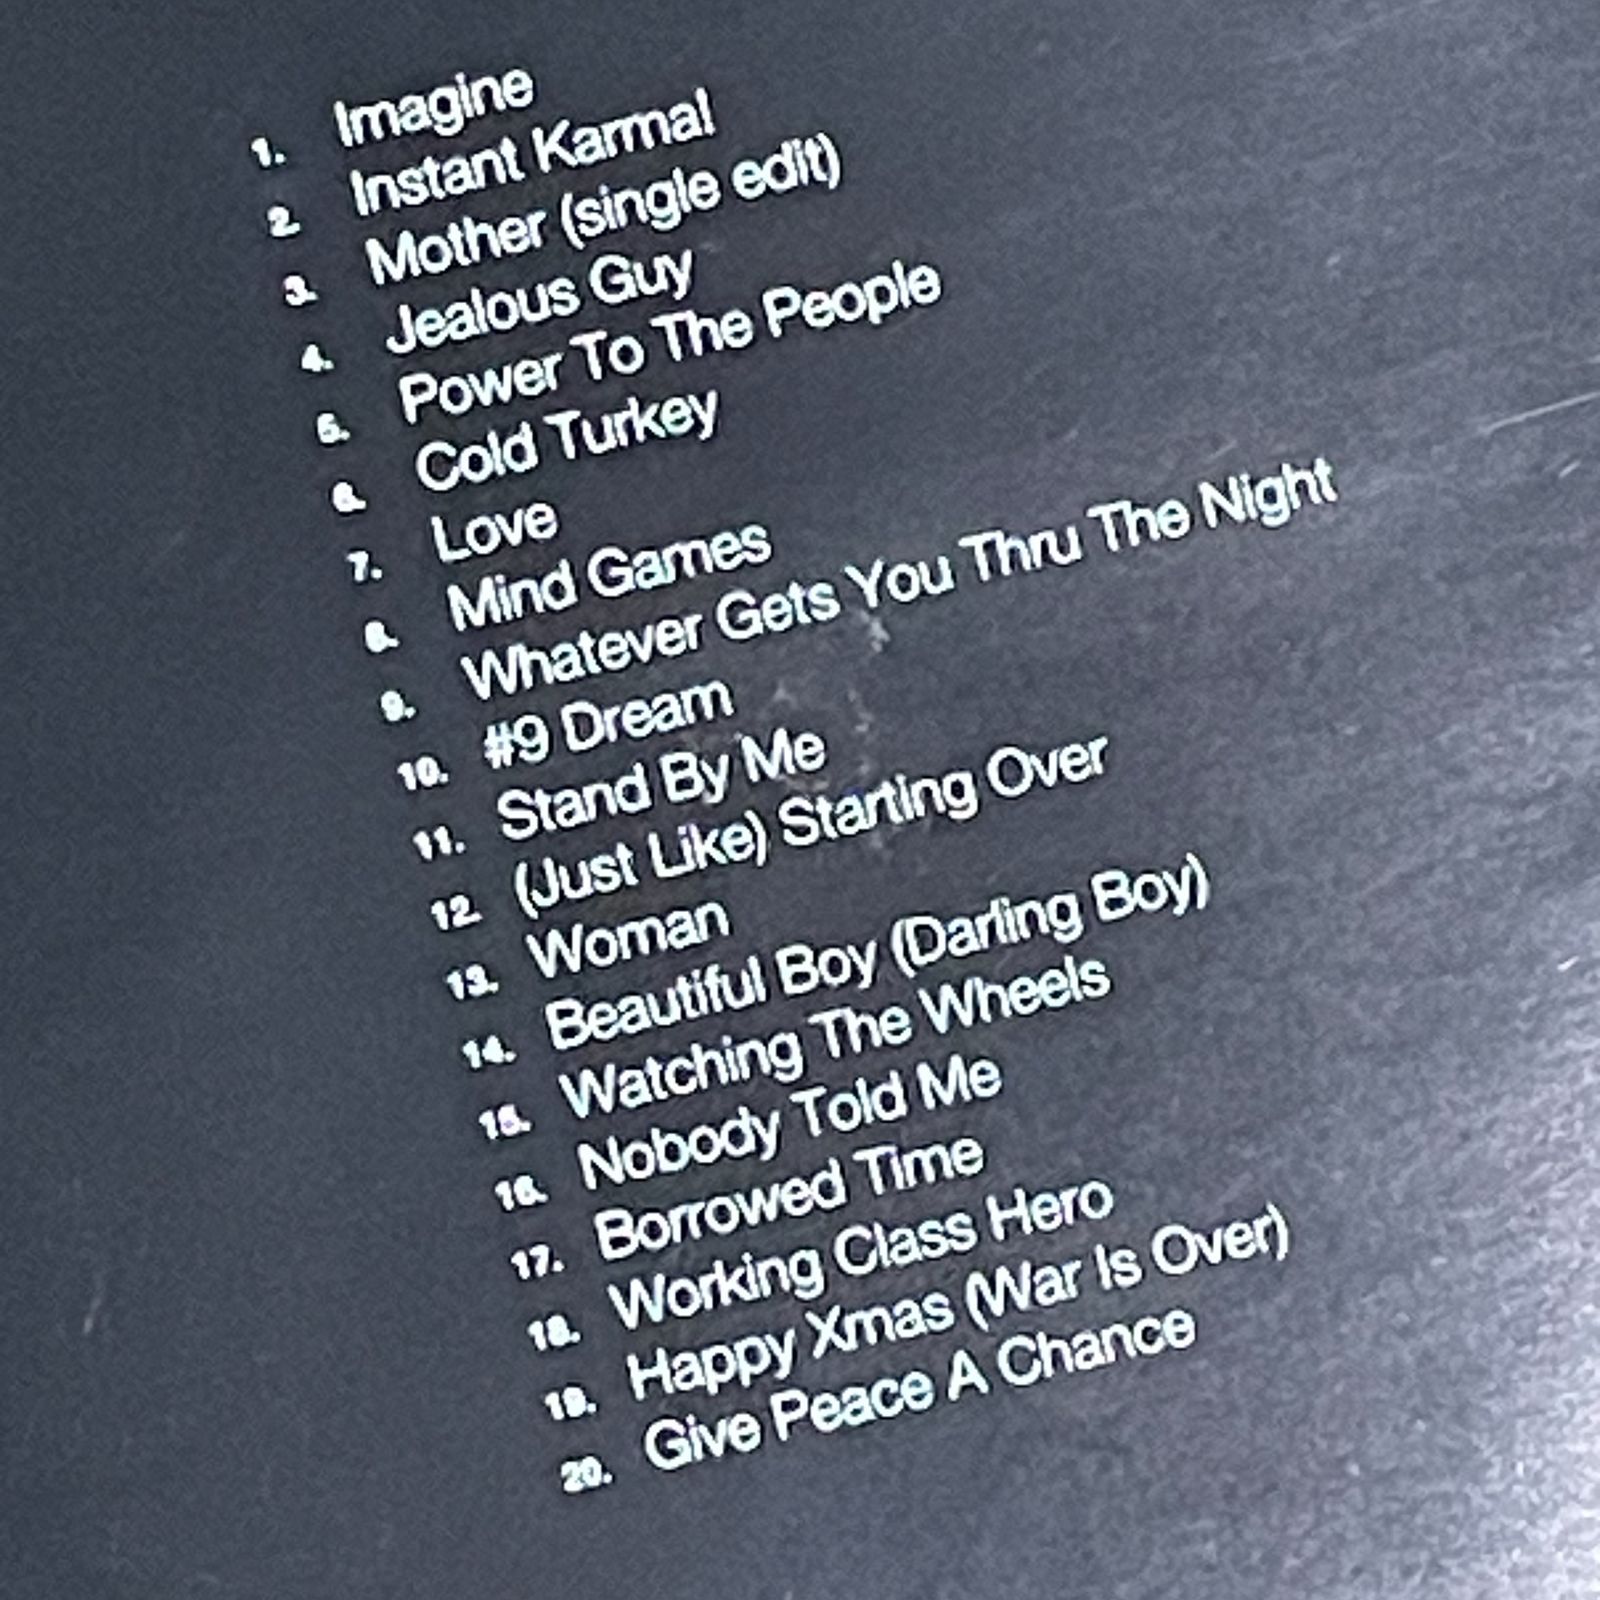 1. Imagine
2. Instant Karma!
3. Mother (single edit)
4. Jealous Guy
5. Power To The People
6. Cold Turkey
7. Love
8. Mind Games
9. Whatever Gets You Thru The Night
10. #9 Dream
11. Stand By Me
12. (Just Like) Starting Over
13. Woman
14. Beautiful Boy (Darling Boy)
15. Watching The Wheels
16. Nobody Told Me
17. Borrowed Time
18. Working Class Hero
19. Happy Xmas (War Is Over)
20. Give Peace A Chance